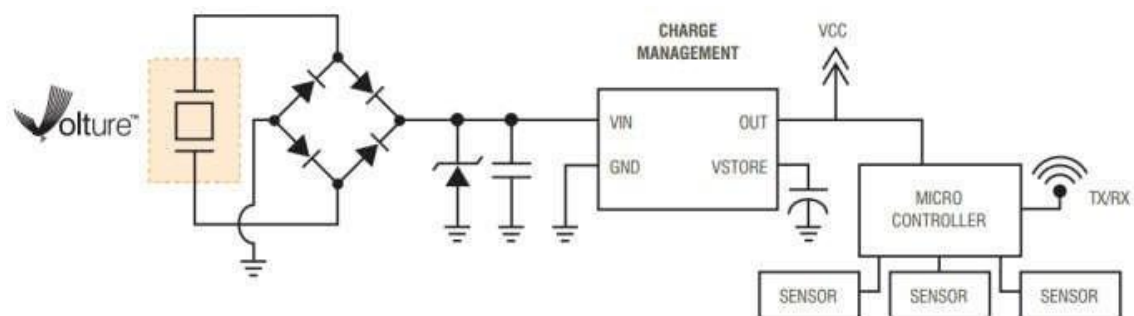 Volture™
CHARGE
MANAGEMENT
VCC
VIN
OUT
GND
VSTORE
MICRO
CONTROLLER
TX/RX
SENSOR
SENSOR
SENSOR